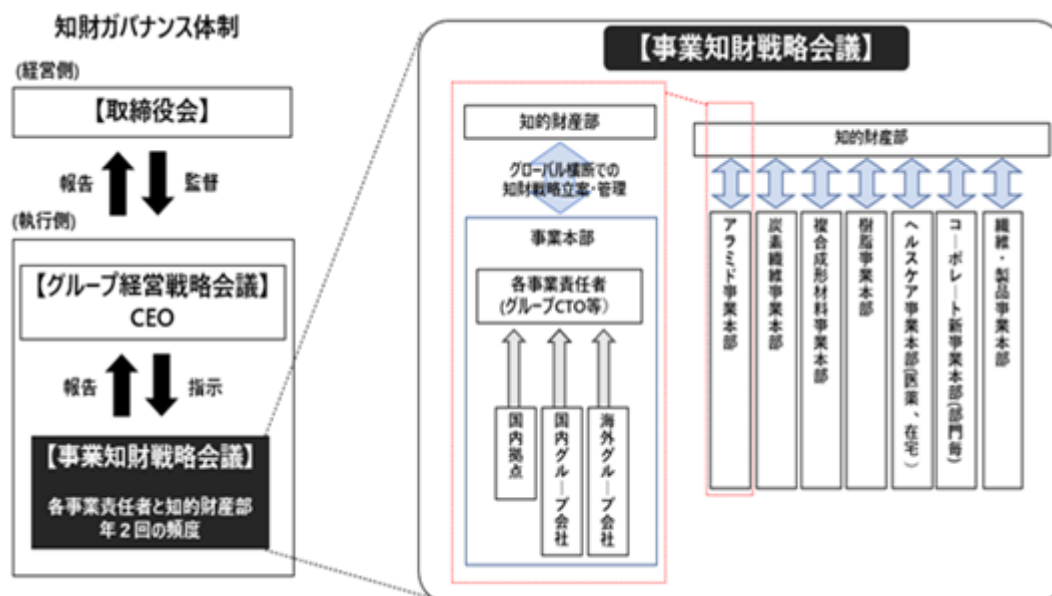 知財ガバナンス体制
(経営側)
【取締役会】
報告
監督
(執行側)
【グループ経営戦略会議】
CEO
報告
指示
【事業知財戦略会議】
各事業責任者と知的財産部
年2回の頻度
【事業知財戦略会議】
知的財産部
グローバル横断での
知財戦略立案・管理
事業本部
各事業責任者
(グループCTO等)
国内拠点
国内グループ会社
海外グループ会社
知的財産部
アラミド事業本部
炭素繊維事業本部
複合成形材料事業本部
樹脂事業本部
ヘルスケア事業本部(医薬、在宅)
コーポレート新事業本部(部門毎)
繊維・製品事業本部